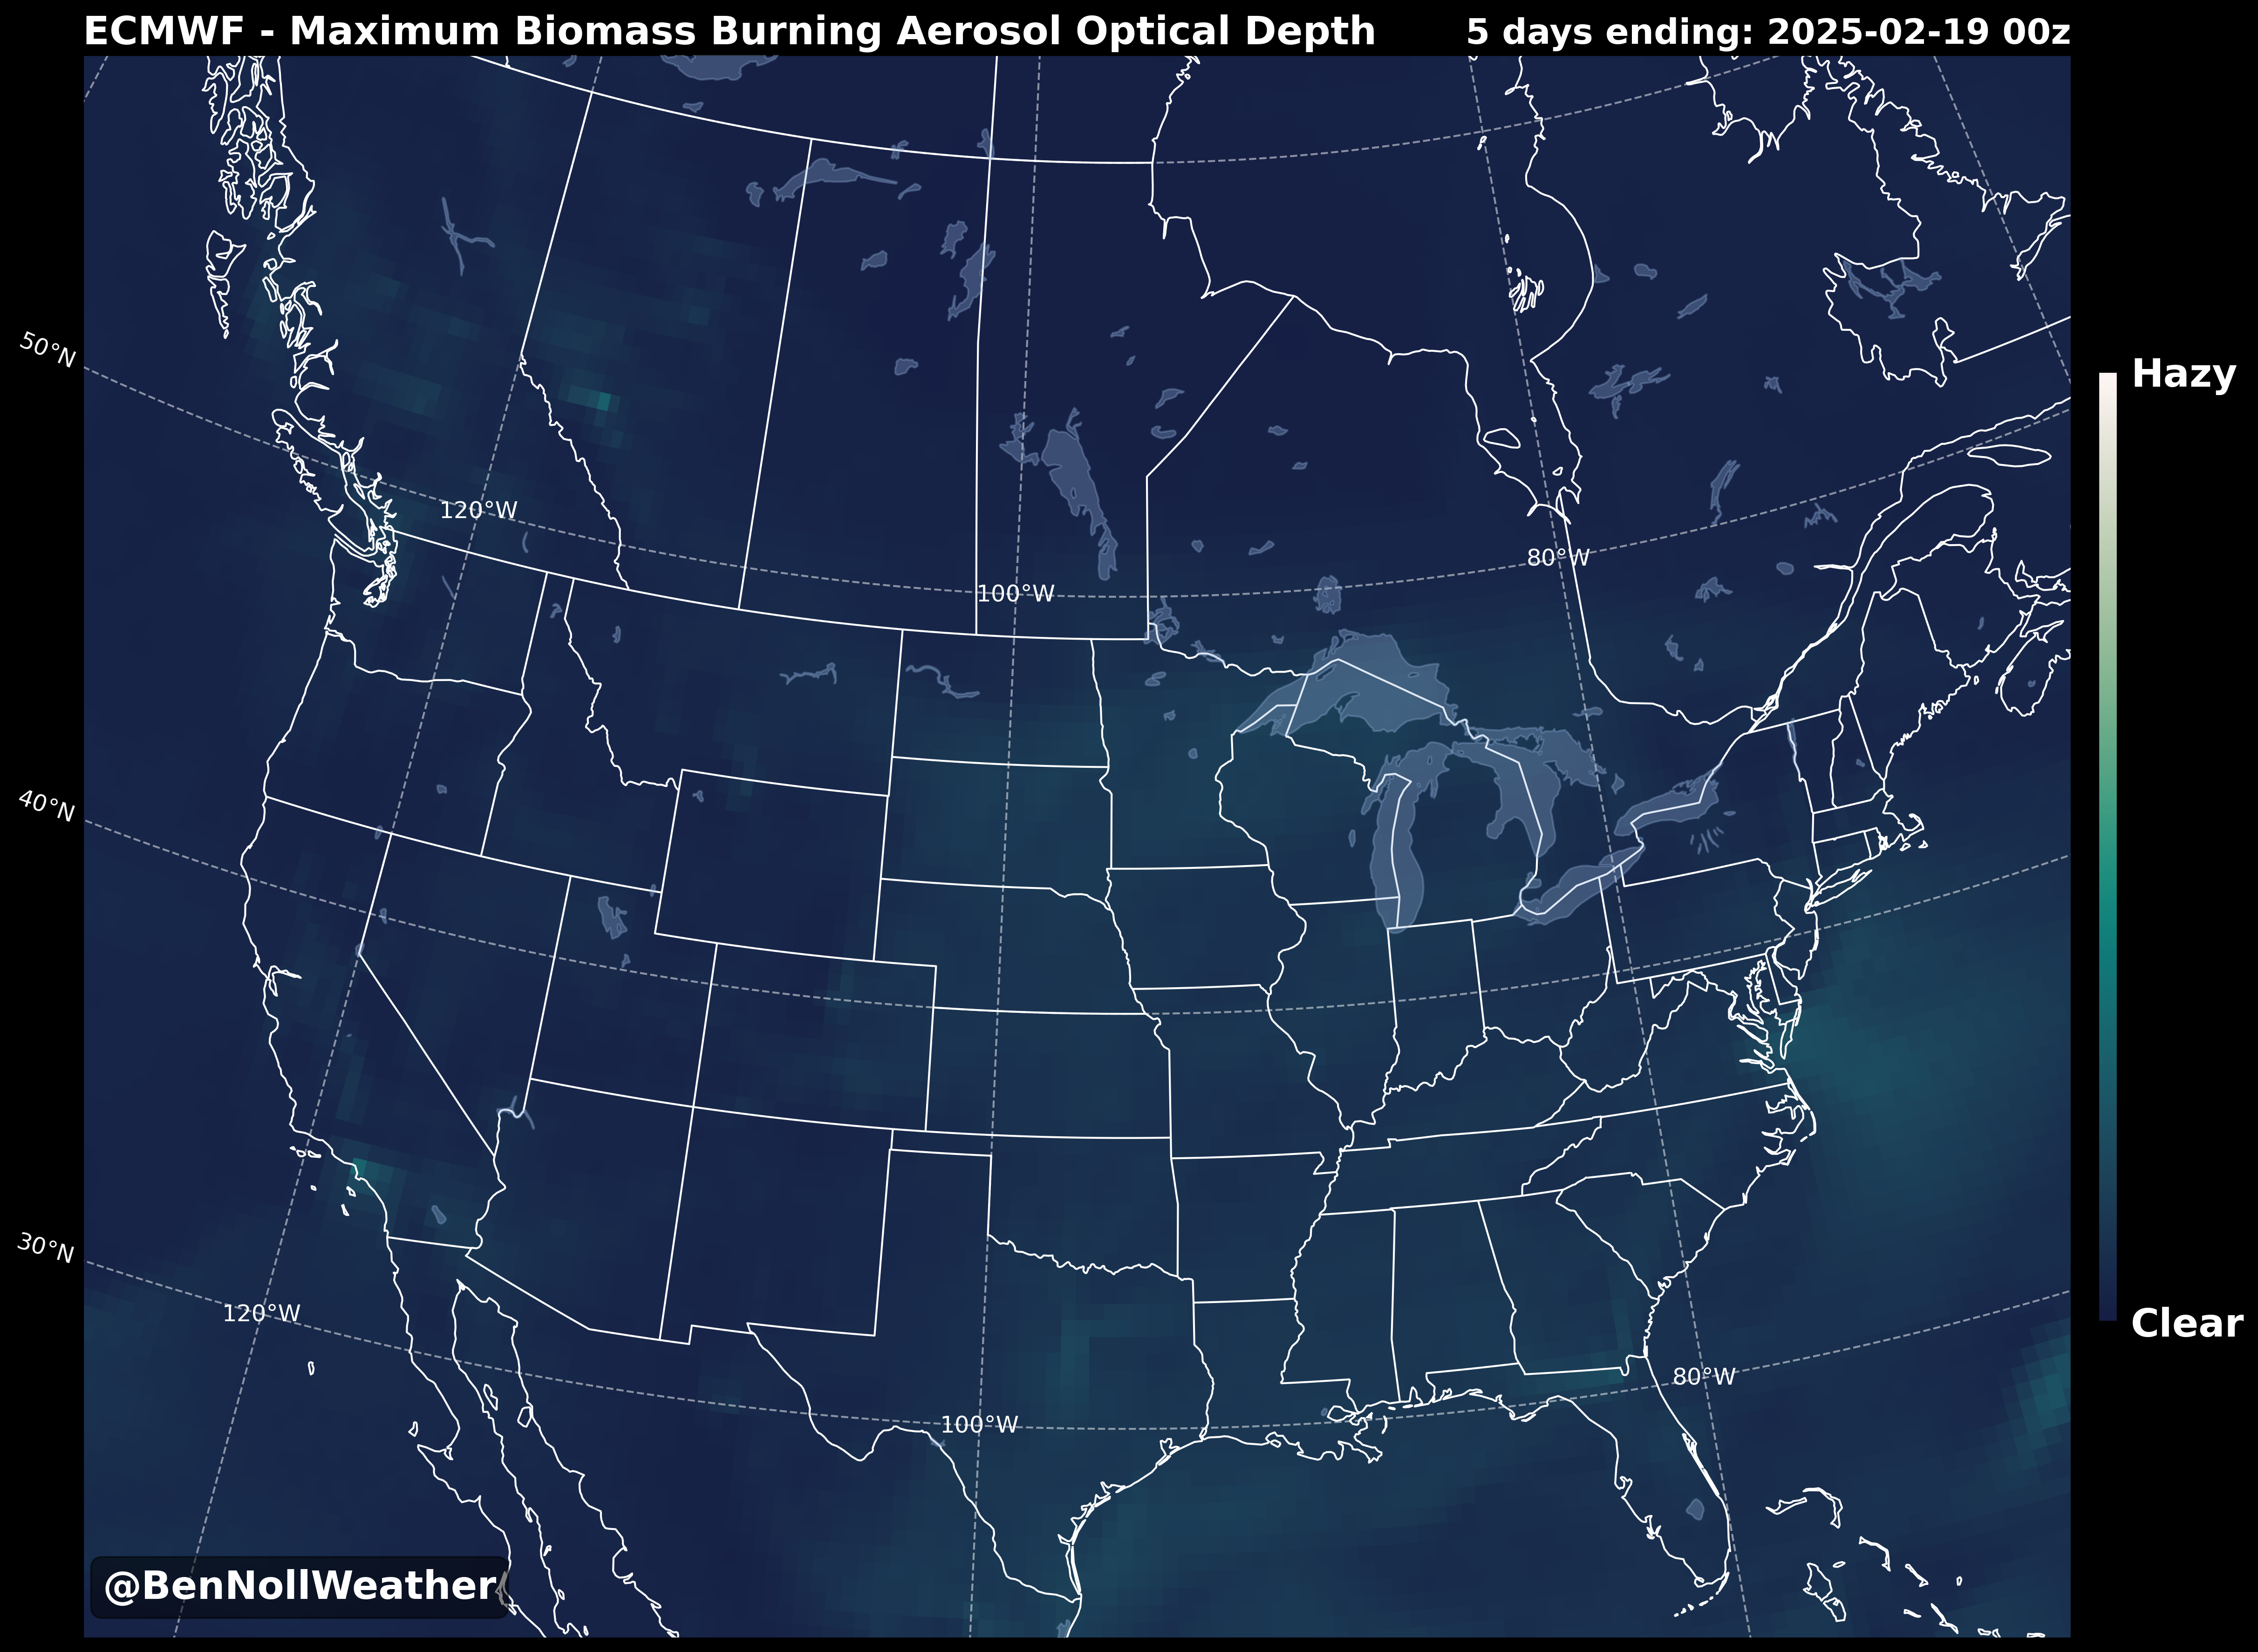 ECMWF - Maximum Biomass Burning Aerosol Optical Depth
5 days ending: 2025-02-19 00z
50°N
Hazy
120°W
80°W
100°W
40°N
30°N
120°W
Clear
80°W
100°W
@BenNollWeather